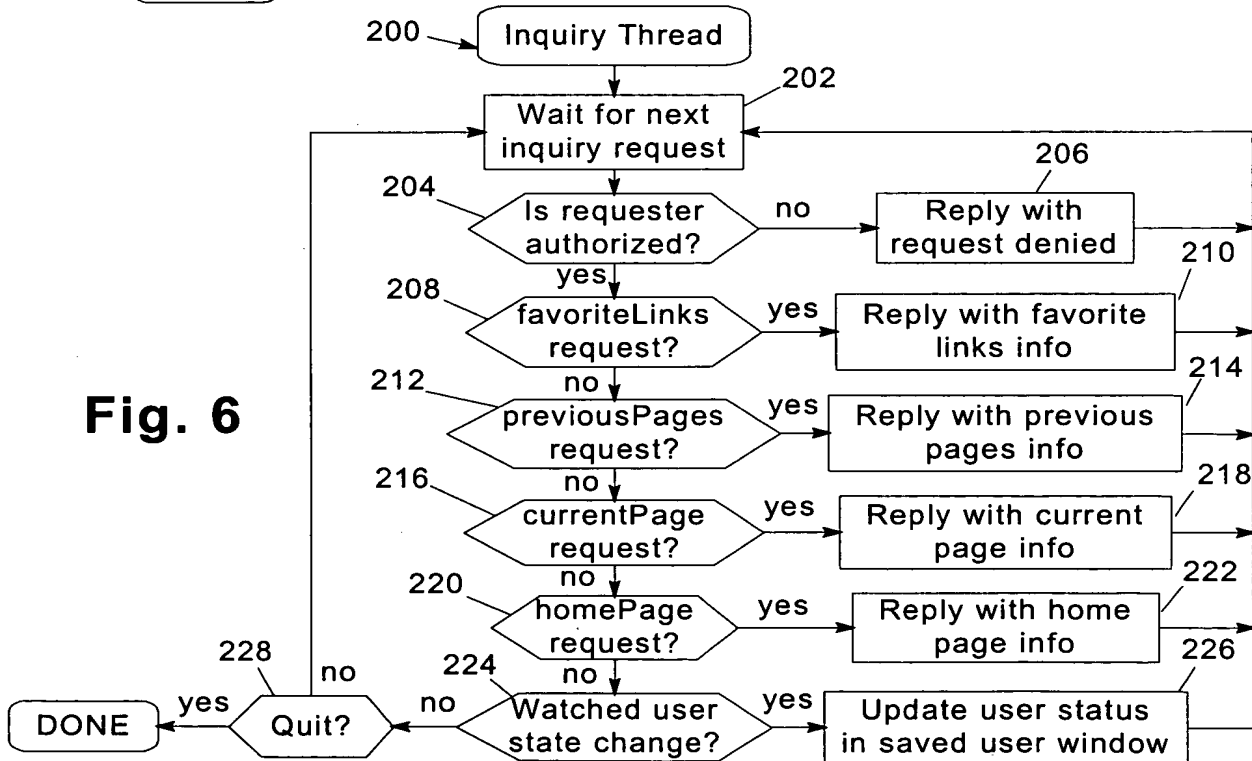 200
Inquiry Thread
202
Wait for next
inquiry request
204
Is requester
authorized?
no
206
Reply with
request denied
yes
208
favoriteLinks
request?
yes
210
Reply with favorite
links info
no
Fig. 6
212
previousPages
request?
yes
214
Reply with previous
pages info
no
216
currentPage
request?
yes
218
Reply with current
page info
no
220
homePage
request?
yes
222
Reply with home
page info
no
224
Watched user
state change?
yes
226
Update user status
in saved user window
no
228
Quit?
no
yes
DONE